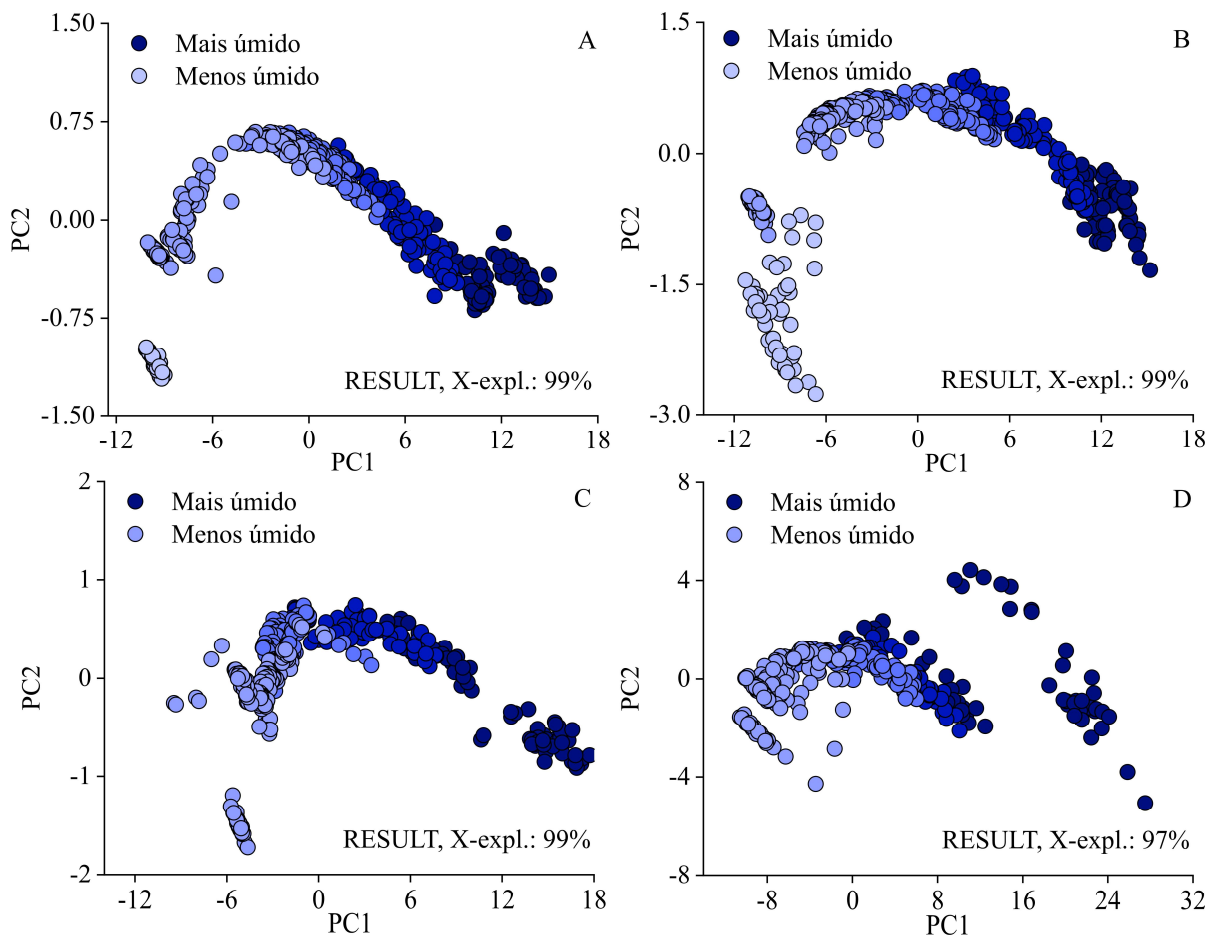 1.50
Mais úmido
A
Menos úmido
0.75
0.00
PC2
-0.75
RESULT, X-expl.: 99%
-1.50
-12
-6
0
6
12
18
PC1
1.5
Mais úmido
B
Menos úmido
0.0
PC2
-1.5
RESULT, X-expl.: 99%
-3.0
-12
-6
0
6
12
18
PC1
2
Mais úmido
C
Menos úmido
1
0
PC2
-1
RESULT, X-expl.: 99%
-2
-12
-6
0
6
12
18
PC1
8
Mais úmido
D
Menos úmido
4
0
PC2
-4
RESULT, X-expl.: 97%
-8
-8
0
8
16
24
32
PC1